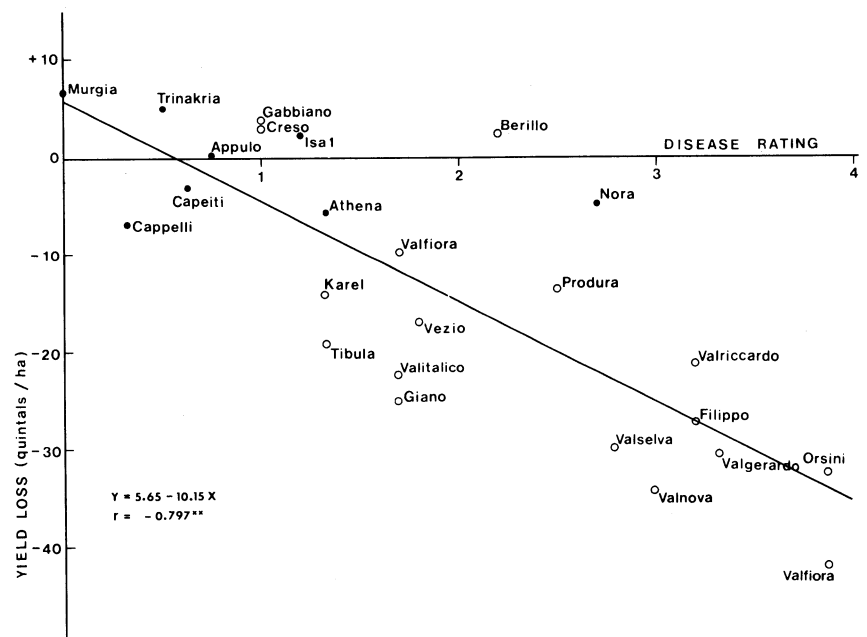 +10
Murgia
Trinakria
Gabbiano
Creso
Isa1
Berillo
DISEASE RATING
Appulo
0
1
2
3
4
Capeiti
Cappelli
Athena
Nora
Valfiora
-10
Karel
Produra
Vezio
Tibula
Valriccardo
-20
Valitalico
Giano
Filippo
Valselva
Valgerardo
Orsini
-30
Valnova
Y = 5.65 - 10.15 X
r = - 0.797**
-40
Valfiora
YIELD LOSS (quintals / ha)